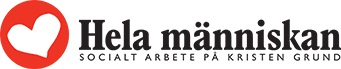 Hela människan
SOCIALT ARBETE PÅ KRISTEN GRUND